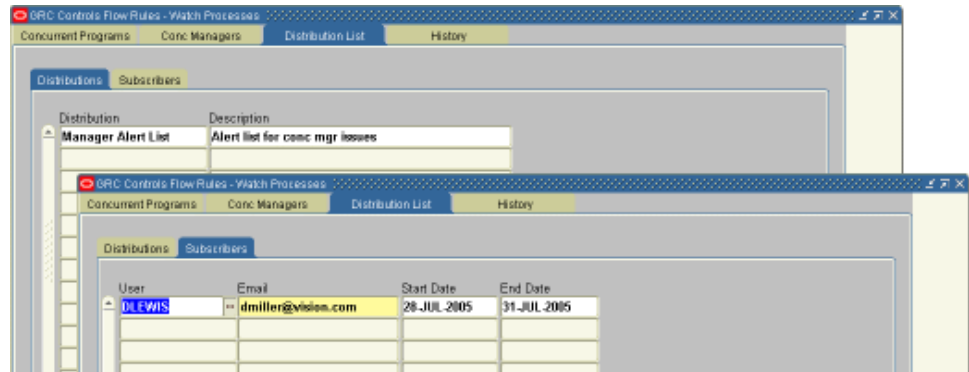 GRC Controls Flow Rules - Watch Processes
Concurrent Programs Conc Managers Distribution List History
Distributions Subscribers
Distribution Description
Manager Alert List Alert list for conc mgr issues
GRC Controls Flow Rules - Watch Processes
Concurrent Programs Conc Managers Distribution List History
Distributions Subscribers
User Email Start Date End Date
DLEWIS dmiller@vision.com 28-JUL-2005 31-JUL-2005